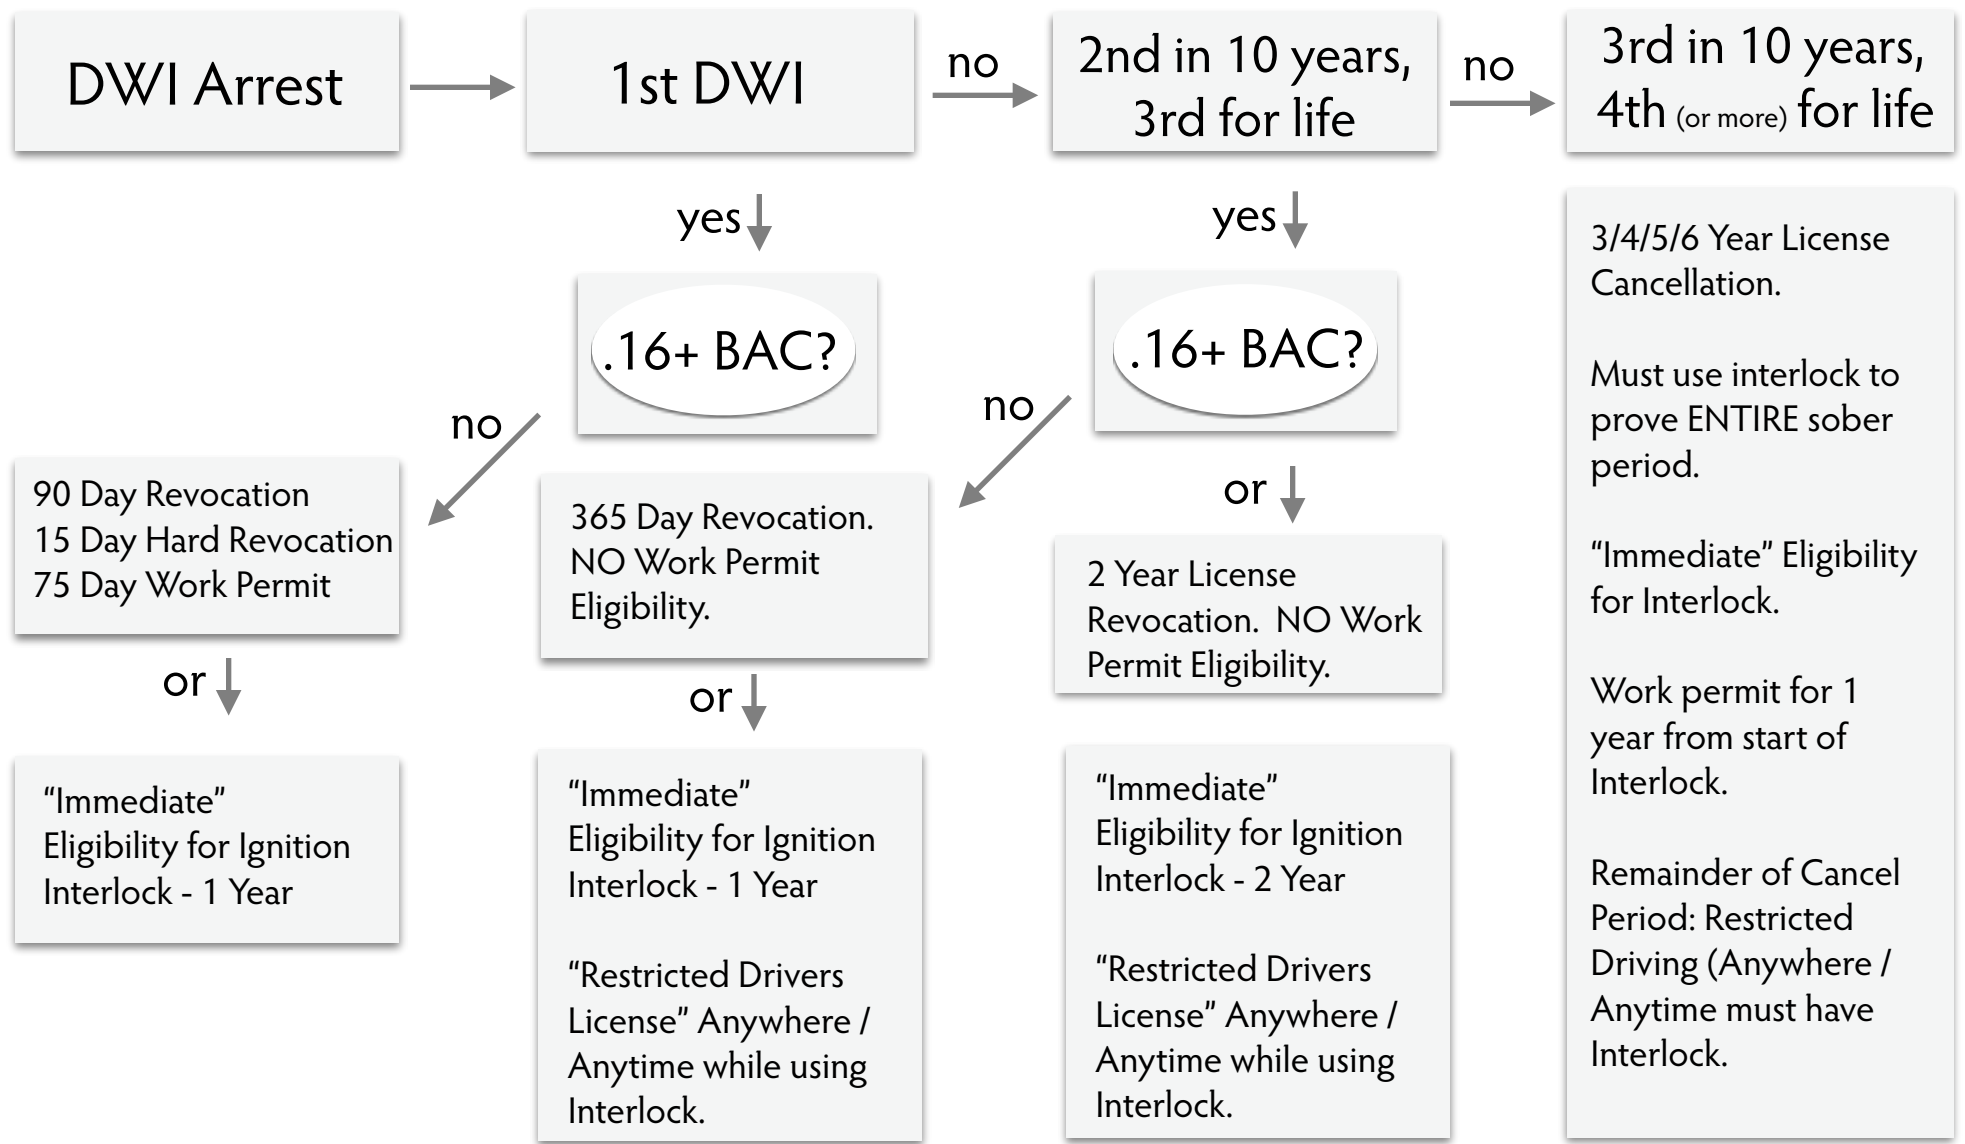 DWI Arrest
1st DWI
no
2nd in 10 years,
3rd for life
no
3rd in 10 years,
4th (or more) for life
yes
.16+ BAC?
no
90 Day Revocation
15 Day Hard Revocation
75 Day Work Permit
or
“Immediate”
Eligibility for Ignition
Interlock - 1 Year
365 Day Revocation.
NO Work Permit
Eligibility.
or
“Immediate”
Eligibility for Ignition
Interlock - 1 Year
“Restricted Drivers
License” Anywhere /
Anytime while using
Interlock.
yes
.16+ BAC?
no
or
2 Year License
Revocation.  NO Work
Permit Eligibility.
“Immediate”
Eligibility for Ignition
Interlock - 2 Year
“Restricted Drivers
License” Anywhere /
Anytime while using
Interlock.
3/4/5/6 Year License
Cancellation.
Must use interlock to
prove ENTIRE sober
period.
“Immediate” Eligibility
for Interlock.
Work permit for 1
year from start of
Interlock.
Remainder of Cancel
Period: Restricted
Driving (Anywhere /
Anytime must have
Interlock.